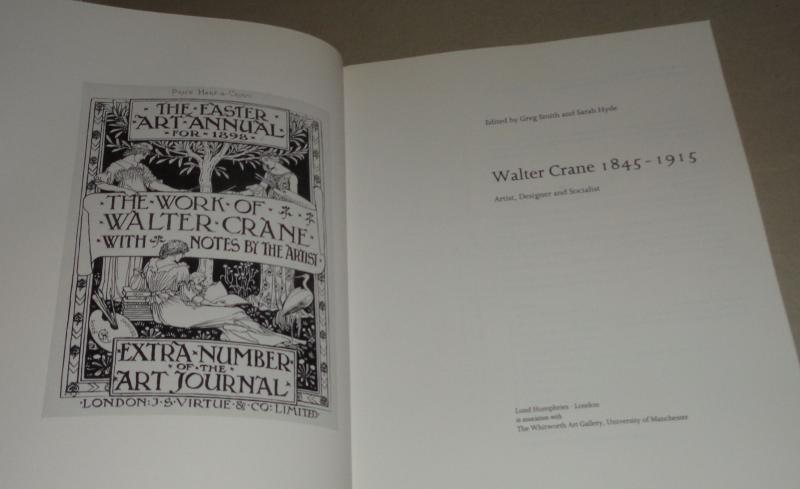 PRICE HALF-A-CROWN
THE·EASTER
ART·ANNUAL
FOR·1898·
·THE·WORK·OF·
WALTER·CRANE·
·WITH· NOTES·BY·THE·ARTIST·
EXTRA·NUMBER
·OF·THE·
ART·JOURNAL
·LONDON:J·S·VIRTUE·&·CO:LIMITED·
Edited by Greg Smith and Sarah Hyde
Walter Crane 1845-1915
Artist, Designer and Socialist
Lund Humphries · London
in association with
The Whitworth Art Gallery, University of Manchester